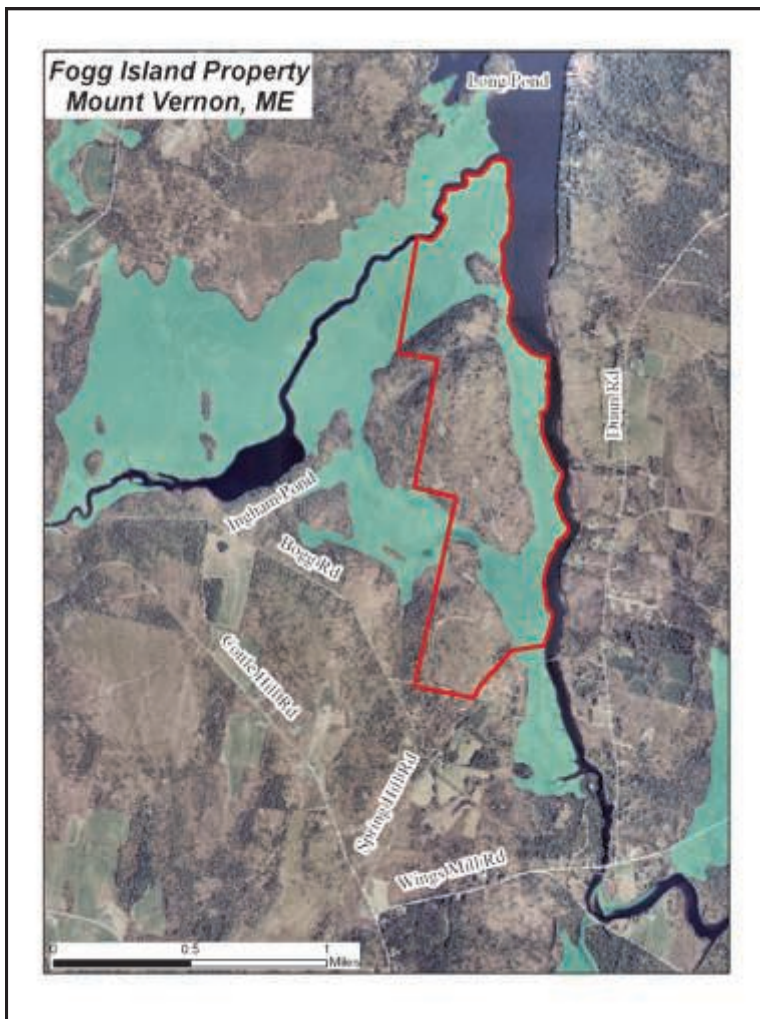 Fogg Island Property
Mount Vernon, ME
Long Pond
Dunn Rd
Ingham Pond
Bogg Rd
Cottle Hill Rd
Spring Hill Rd
Wings Mill Rd
0 0.5 1
Miles